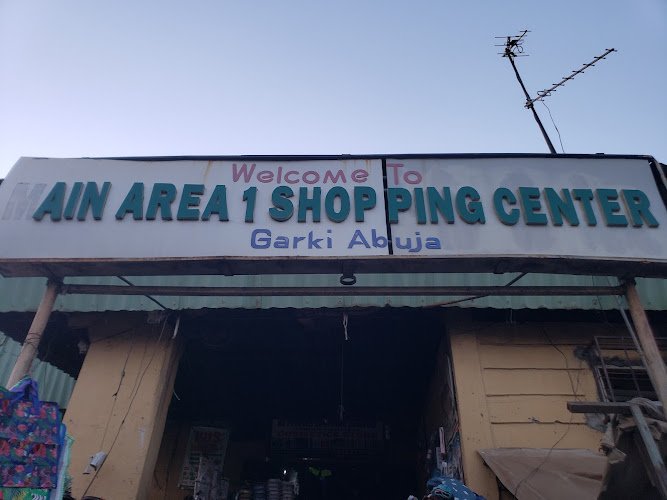 Welcome To
MAIN AREA 1 SHOPPING CENTER
Garki Abuja